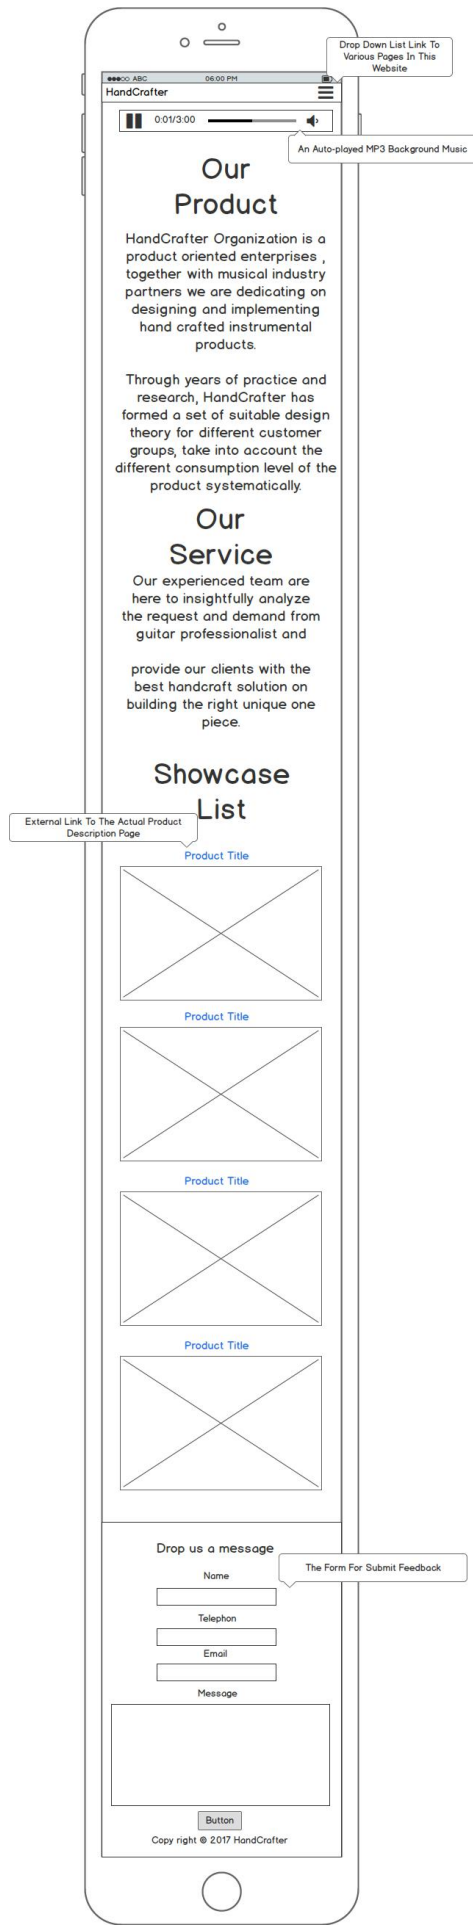 Drop Down List Link To
Various Pages In This
Website
ABC
06:00 PM
HandCrafter
0:01/3:00
An Auto-played MP3 Background Music
Our
Product
HandCrafter Organization is a
product oriented enterprises ,
together with musical industry
partners we are dedicating on
designing and implementing
hand crafted instrumental
products.
Through years of practice and
research, HandCrafter has
formed a set of suitable design
theory for different customer
groups, take into account the
different consumption level of the
product systematically.
Our
Service
Our experienced team are
here to insightfully analyze
the request and demand from
guitar professionalist and
provide our clients with the
best handcraft solution on
building the right unique one
piece.
Showcase
List
External Link To The Actual Product
Description Page
Product Title
Product Title
Product Title
Product Title
Drop us a message
The Form For Submit Feedback
Name
Telephon
Email
Message
Button
Copy right © 2017 HandCrafter